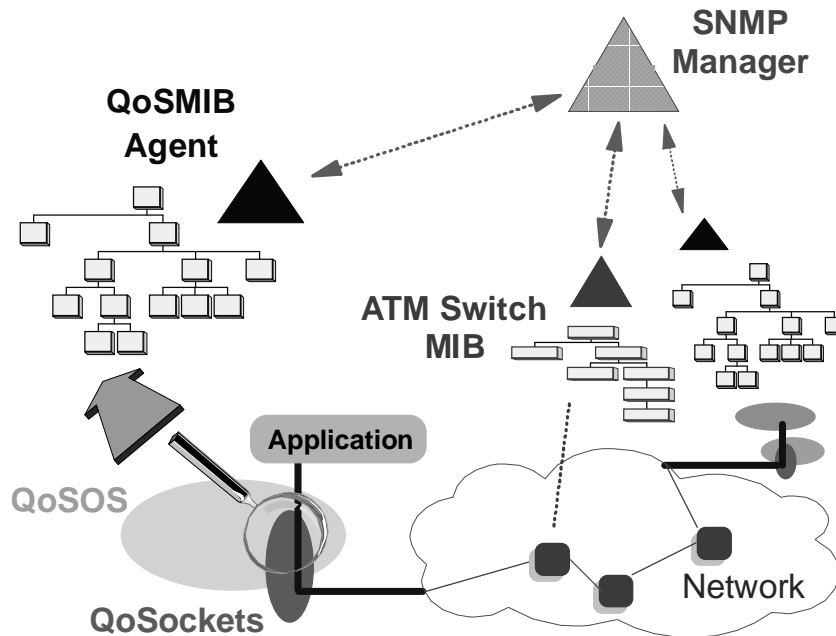 SNMP
Manager
QoSMIB
Agent
ATM Switch
MIB
Application
QoSOS
Network
QoSockets